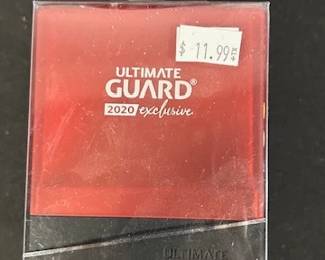 $ 11.99
ULTIMATE
GUARD®
2020 exclusive
ULTIMATE